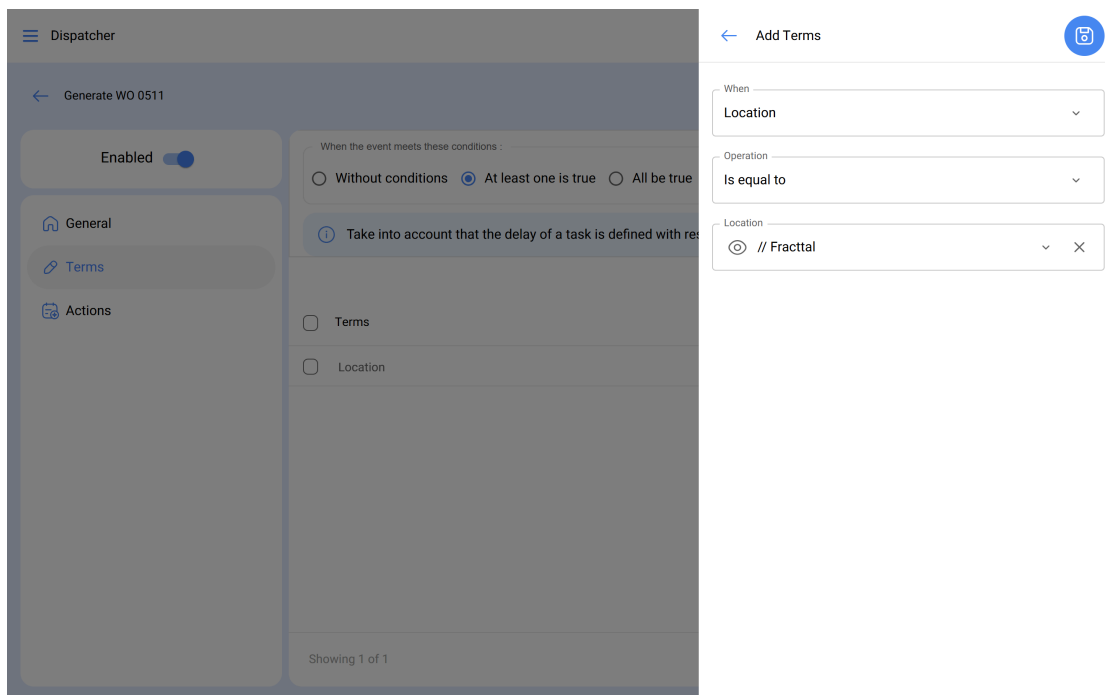 Dispatcher
Generate WO 0511
Enabled
General
Terms
Actions
When the event meets these conditions :
Without conditions
At least one is true
All be true
Take into account that the delay of a task is defined with res
Terms
Location
Showing 1 of 1
Add Terms
When
Location
Operation
Is equal to
Location
// Fracttal